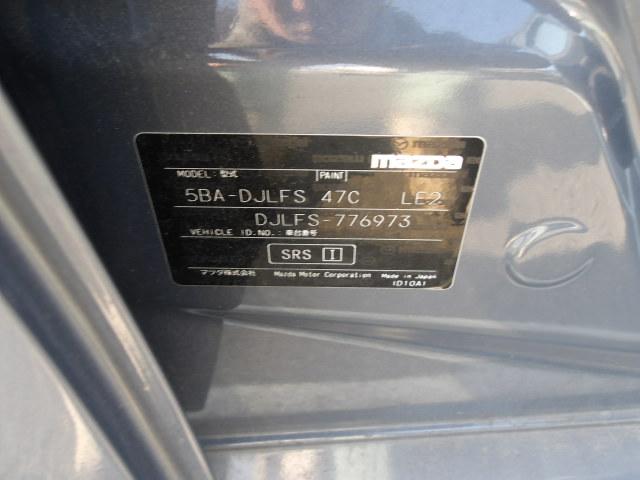 mazda
MODEL: 型式 PAINT
5BA-DJLFS 47C LE2
DJLFS-776973
VEHICLE ID.NO.: 車台番号
SRS I
マツダ株式会社 Mazda Motor Corporation Made in Japan
ID10A1